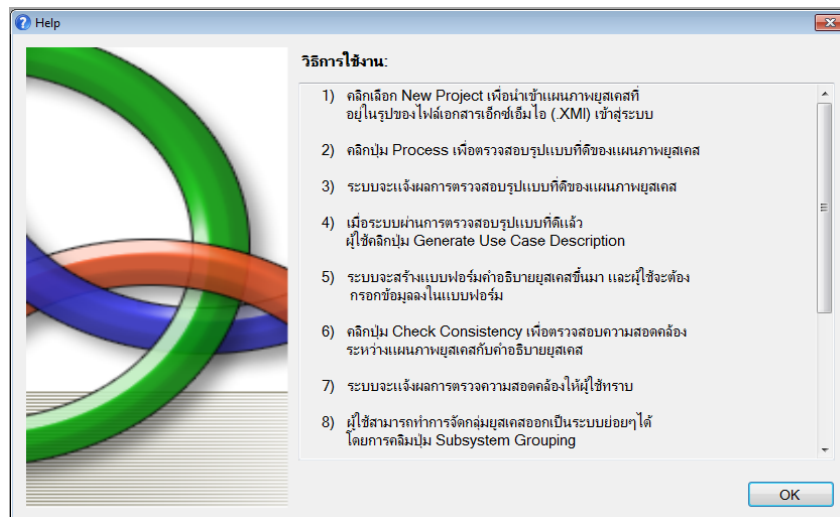 Help
วิธีการใช้งาน:
1) คลิกเลือก New Project เพื่อนำเข้าแผนภาพยูสเคสที่
อยู่ในรูปของไฟล์เอกสารเอ็กซ์เอ็มไอ (.XMI) เข้าสู่ระบบ
2) คลิกปุ่ม Process เพื่อตรวจสอบรูปแบบที่ดีของแผนภาพยูสเคส
3) ระบบจะแจ้งผลการตรวจสอบรูปแบบที่ดีของแผนภาพยูสเคส
4) เมื่อระบบผ่านการตรวจสอบรูปแบบที่ดีแล้ว
ผู้ใช้คลิกปุ่ม Generate Use Case Description
5) ระบบจะสร้างแบบฟอร์มคำอธิบายยูสเคสขึ้นมา และผู้ใช้จะต้อง
กรอกข้อมูลลงในแบบฟอร์ม
6) คลิกปุ่ม Check Consistency เพื่อตรวจสอบความสอดคล้อง
ระหว่างแผนภาพยูสเคสกับคำอธิบายยูสเคส
7) ระบบจะแจ้งผลการตรวจความสอดคล้องให้ผู้ใช้ทราบ
8) ผู้ใช้สามารถทำการจัดกลุ่มยูสเคสออกเป็นระบบย่อยๆได้
โดยการคลิมปุ่ม Subsystem Grouping
OK